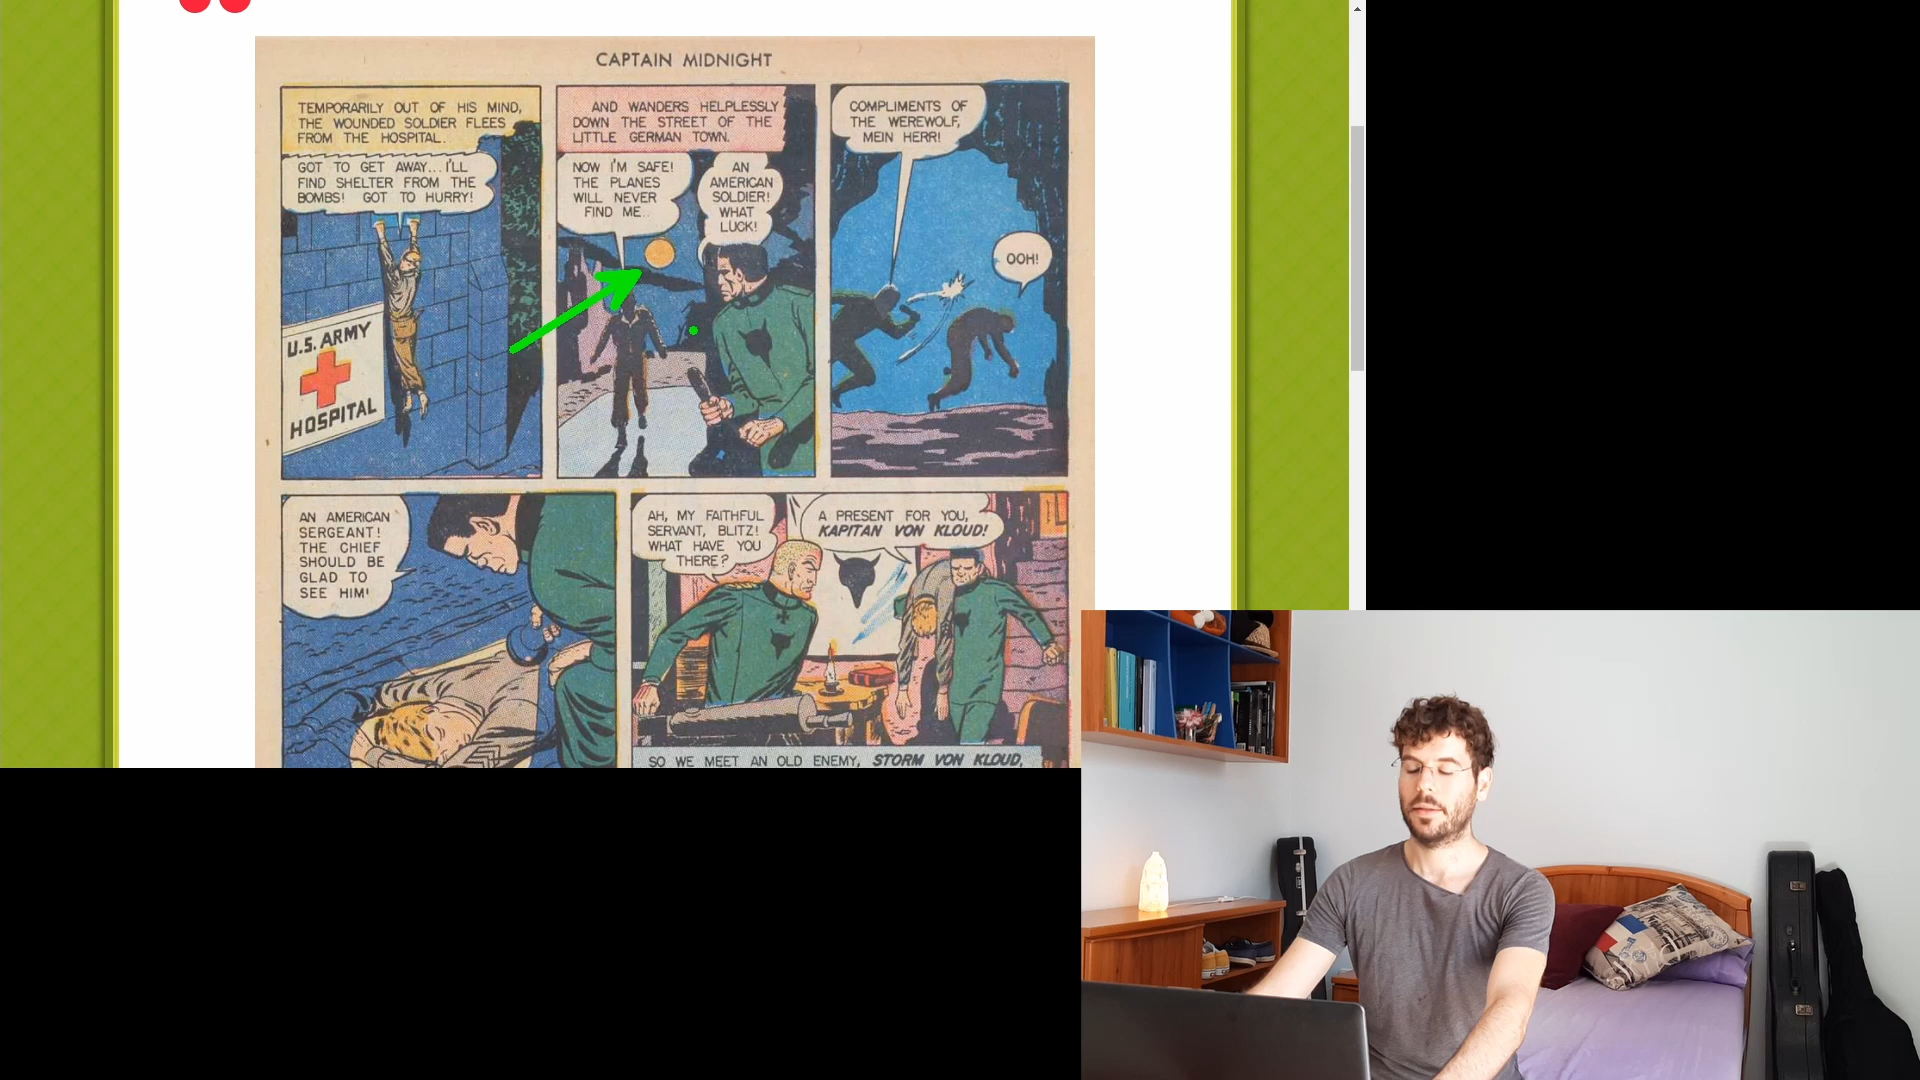 CAPTAIN MIDNIGHT
TEMPORARILY OUT OF HIS MIND,
THE WOUNDED SOLDIER FLEES
FROM THE HOSPITAL.
GOT TO GET AWAY...I'LL
FIND SHELTER FROM THE
BOMBS! GOT TO HURRY!
U.S. ARMY
HOSPITAL
AND WANDERS HELPLESSLY
DOWN THE STREET OF THE
LITTLE GERMAN TOWN.
NOW I'M SAFE!
THE PLANES
WILL NEVER
FIND ME...
AN
AMERICAN
SOLDIER!
WHAT
LUCK!
COMPLIMENTS OF
THE WEREWOLF,
MEIN HERR!
OOH!
AN AMERICAN
SERGEANT!
THE CHIEF
SHOULD BE
GLAD TO
SEE HIM!
AH, MY FAITHFUL
SERVANT, BLITZ!
WHAT HAVE YOU
THERE?
A PRESENT FOR YOU,
KAPITAN VON KLOUD!
SO WE MEET AN OLD ENEMY, STORM VON KLOUD,